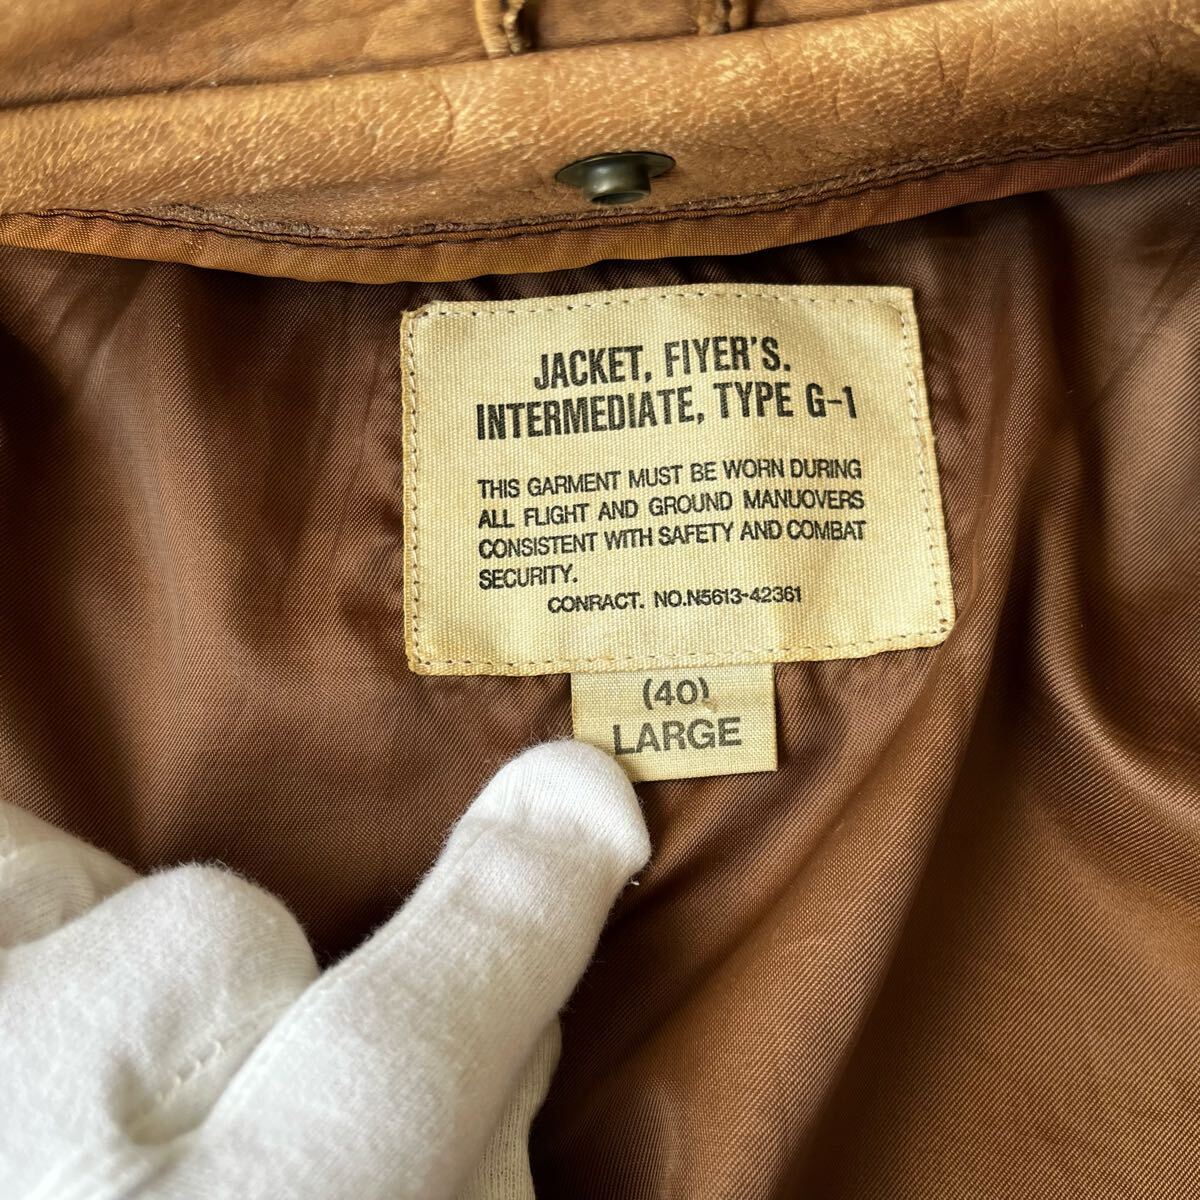 JACKET, FIYER'S.
INTERMEDIATE, TYPE G-1
THIS GARMENT MUST BE WORN DURING
ALL FLIGHT AND GROUND MANUOVERS
CONSISTENT WITH SAFETY AND COMBAT
SECURITY.
CONRACT. NO.N5613-42361
(40)
LARGE